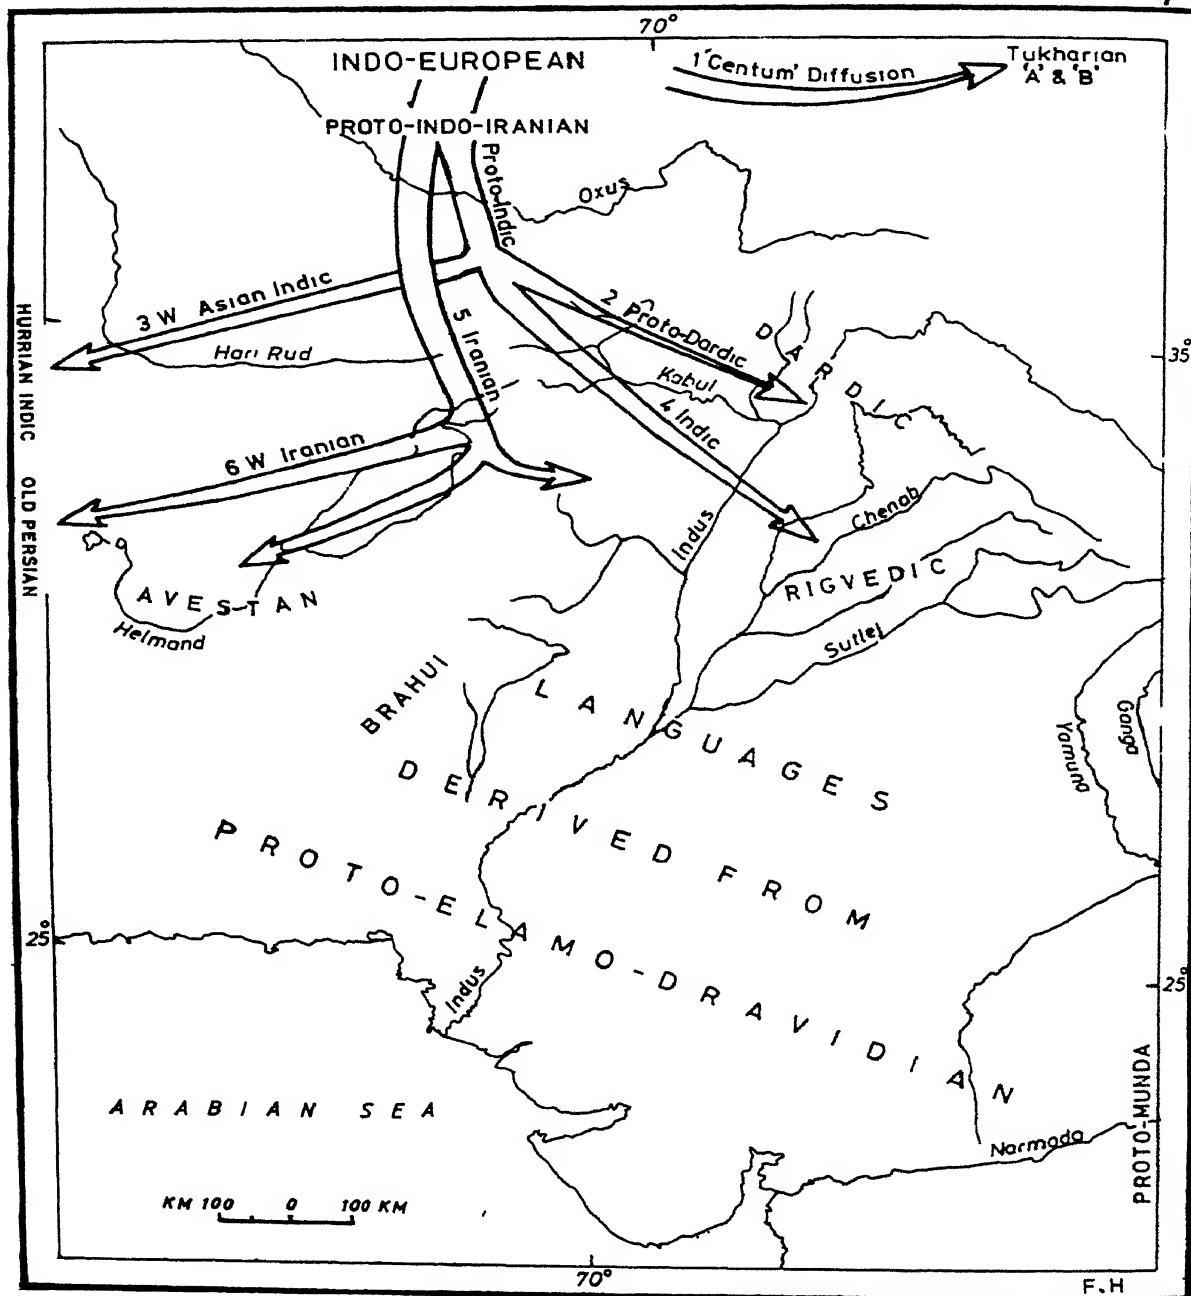 70°
INDO-EUROPEAN
1 'Centum' Diffusion
Tukharian
'A' & 'B'
PROTO-INDO-IRANIAN
Proto-Indic
Oxus
3 W Asian Indic
2 Proto-Dardic
DARDIC
35°
Hari Rud
5 Iranian
Kabul
4 Indic
HURRIAN INDIC OLD PERSIAN
6 W Iranian
Indus
Chenab
RIGVEDIC
AVESTAN
Helmand
Sutlej
BRAHUI
LANGUAGES
Yamuna
Ganga
DERIVED FROM
PROTO-ELAMO-DRAVIDIAN
25°
Indus
25°
ARABIAN SEA
PROTO-MUNDA
Narmada
KM 100 0 100 KM
70°
F.H